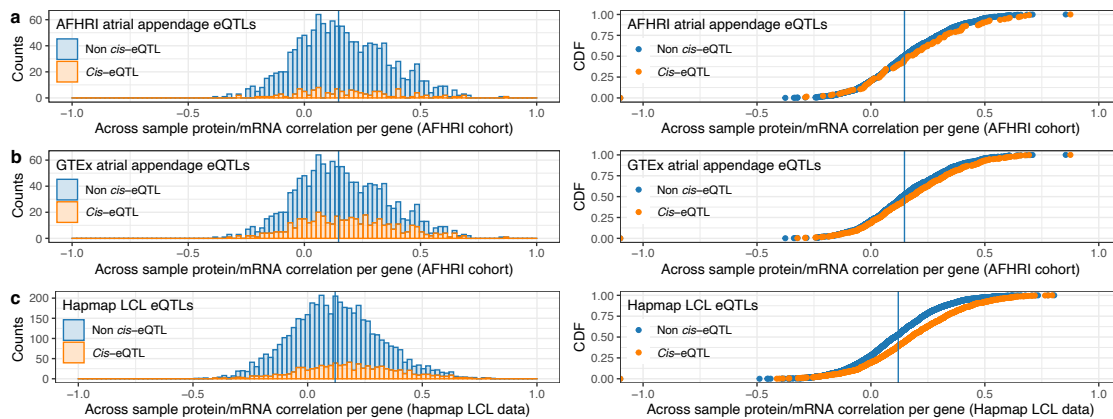 a
AFHRI atrial appendage eQTLs
Non cis−eQTL
Cis−eQTL
Counts
60
40
20
0
−1.0 −0.5 0.0 0.5 1.0
Across sample protein/mRNA correlation per gene (AFHRI cohort)
AFHRI atrial appendage eQTLs
Non cis−eQTL
Cis−eQTL
CDF
1.00
0.75
0.50
0.25
0.00
−1.0 −0.5 0.0 0.5 1.0
Across sample protein/mRNA correlation per gene (AFHRI cohort)
b
GTEx atrial appendage eQTLs
Non cis−eQTL
Cis−eQTL
Counts
60
40
20
0
−1.0 −0.5 0.0 0.5 1.0
Across sample protein/mRNA correlation per gene (AFHRI cohort)
GTEx atrial appendage eQTLs
Non cis−eQTL
Cis−eQTL
CDF
1.00
0.75
0.50
0.25
0.00
−1.0 −0.5 0.0 0.5 1.0
Across sample protein/mRNA correlation per gene (AFHRI cohort)
c
Hapmap LCL eQTLs
Non cis−eQTL
Cis−eQTL
Counts
200
150
100
50
0
−1.0 −0.5 0.0 0.5 1.0
Across sample protein/mRNA correlation per gene (hapmap LCL data)
Hapmap LCL eQTLs
Non cis−eQTL
Cis−eQTL
CDF
1.00
0.75
0.50
0.25
0.00
−1.0 −0.5 0.0 0.5 1.0
Across sample protein/mRNA correlation per gene (Hapmap LCL data)